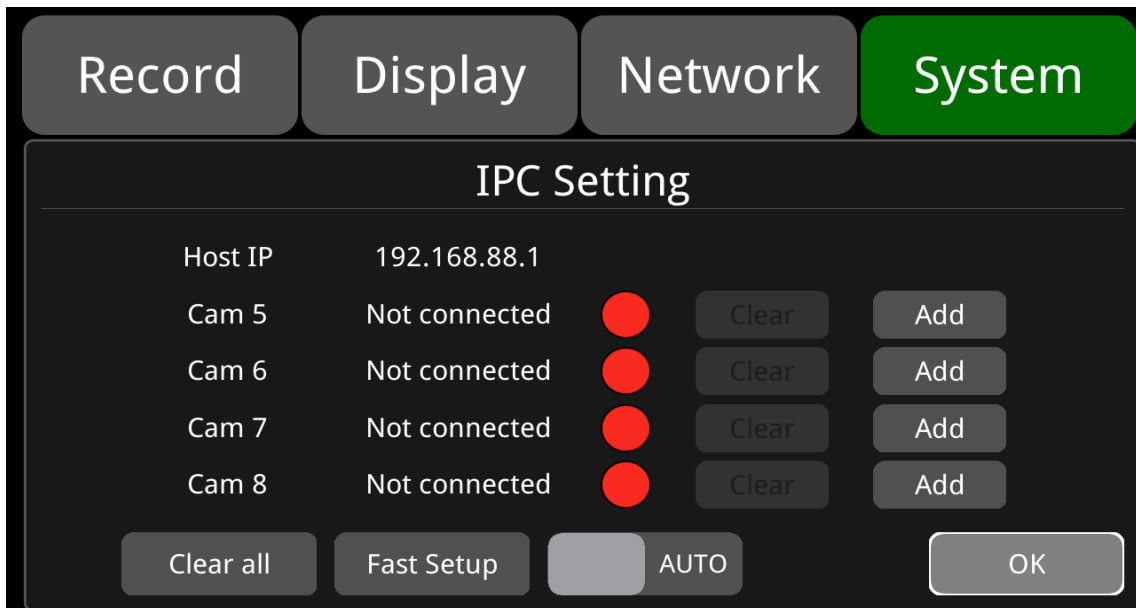 Record Display Network System
IPC Setting
Host IP 192.168.88.1
Cam 5 Not connected Clear Add
Cam 6 Not connected Clear Add
Cam 7 Not connected Clear Add
Cam 8 Not connected Clear Add
Clear all Fast Setup AUTO OK